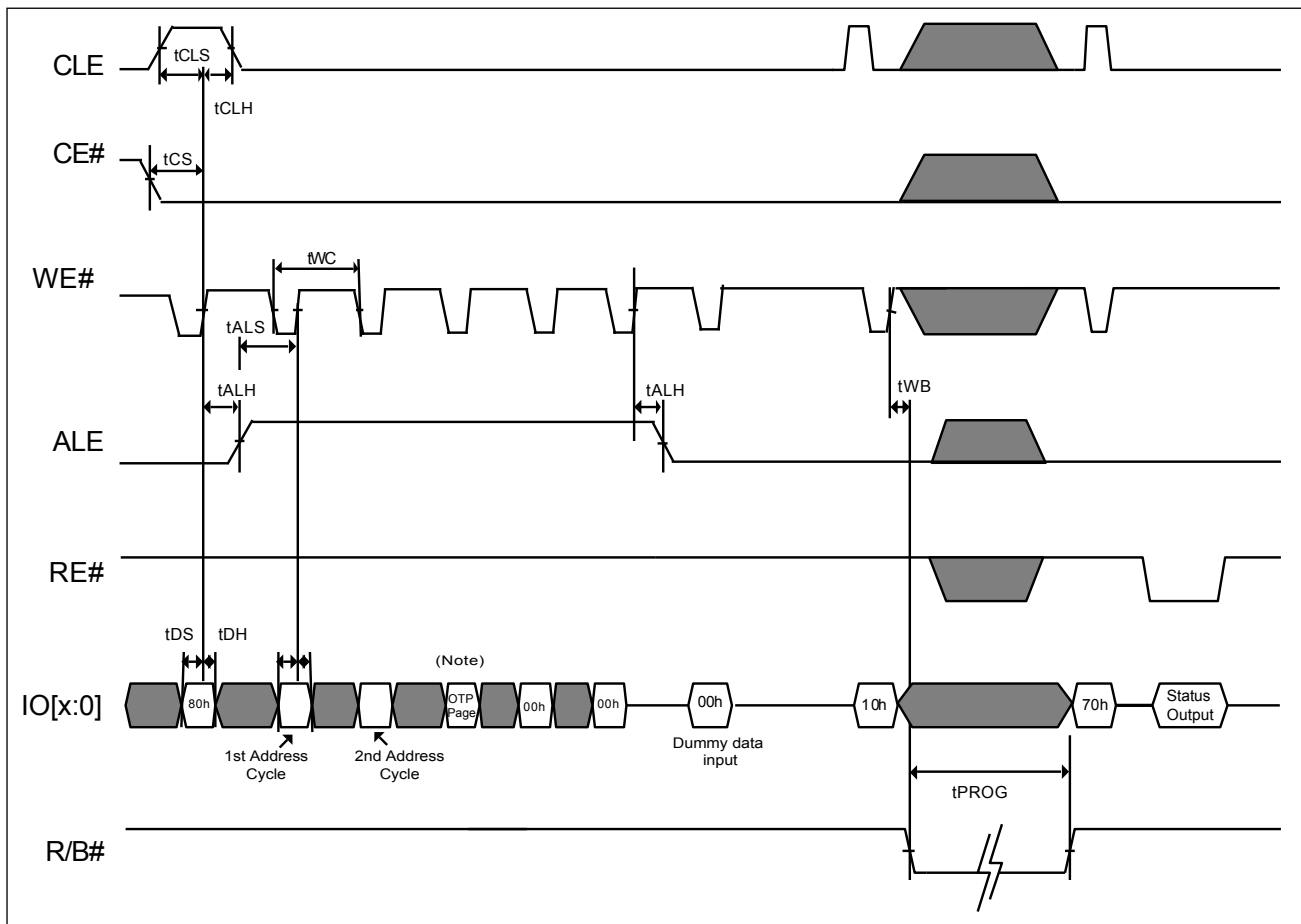 CLE
tCLS
tCLH
CE#
tCS
WE#
tWC
tALS
tALH
tALH
tWB
ALE
RE#
tDS
tDH
(Note)
IO[x:0]
80h
OTP
Page
00h
00h
00h
10h
70h
Status
Output
1st Address
Cycle
2nd Address
Cycle
Dummy data
input
tPROG
R/B#